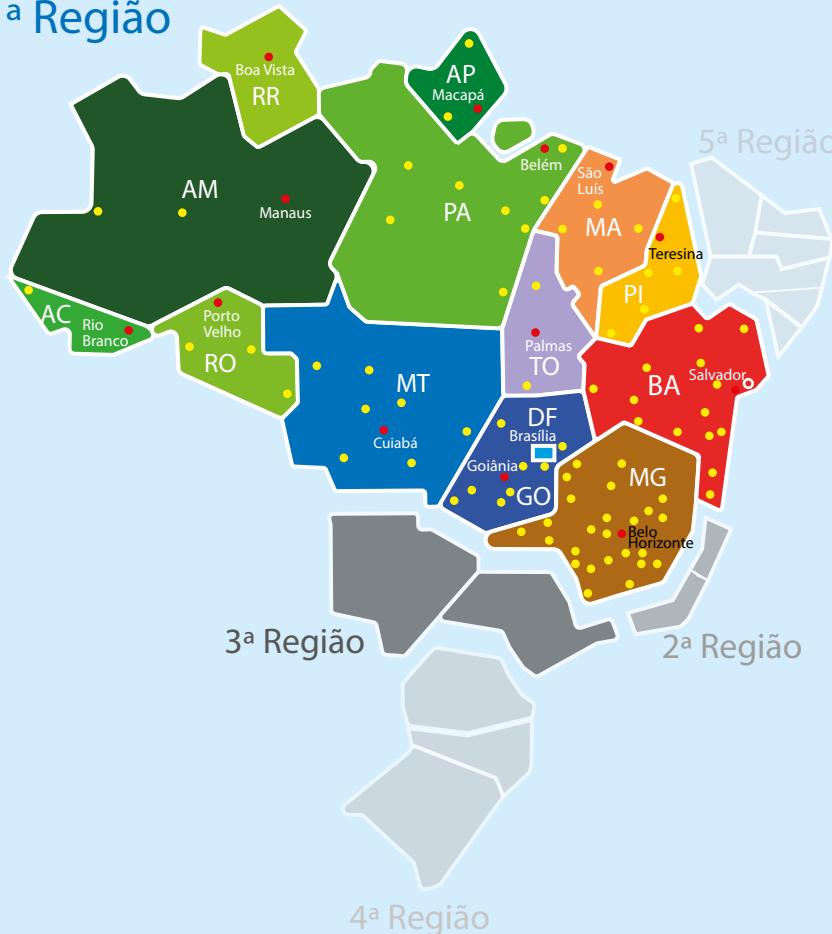 ª Região
Boa Vista
RR
AP
Macapá
5ª Região
Belém
São
Luís
AM
Manaus
PA
MA
Teresina
PI
AC
Rio
Branco
Porto
Velho
RO
Palmas
TO
MT
Cuiabá
BA
Salvador
DF
Brasília
Goiânia
GO
MG
Belo
Horizonte
3ª Região
2ª Região
4ª Região